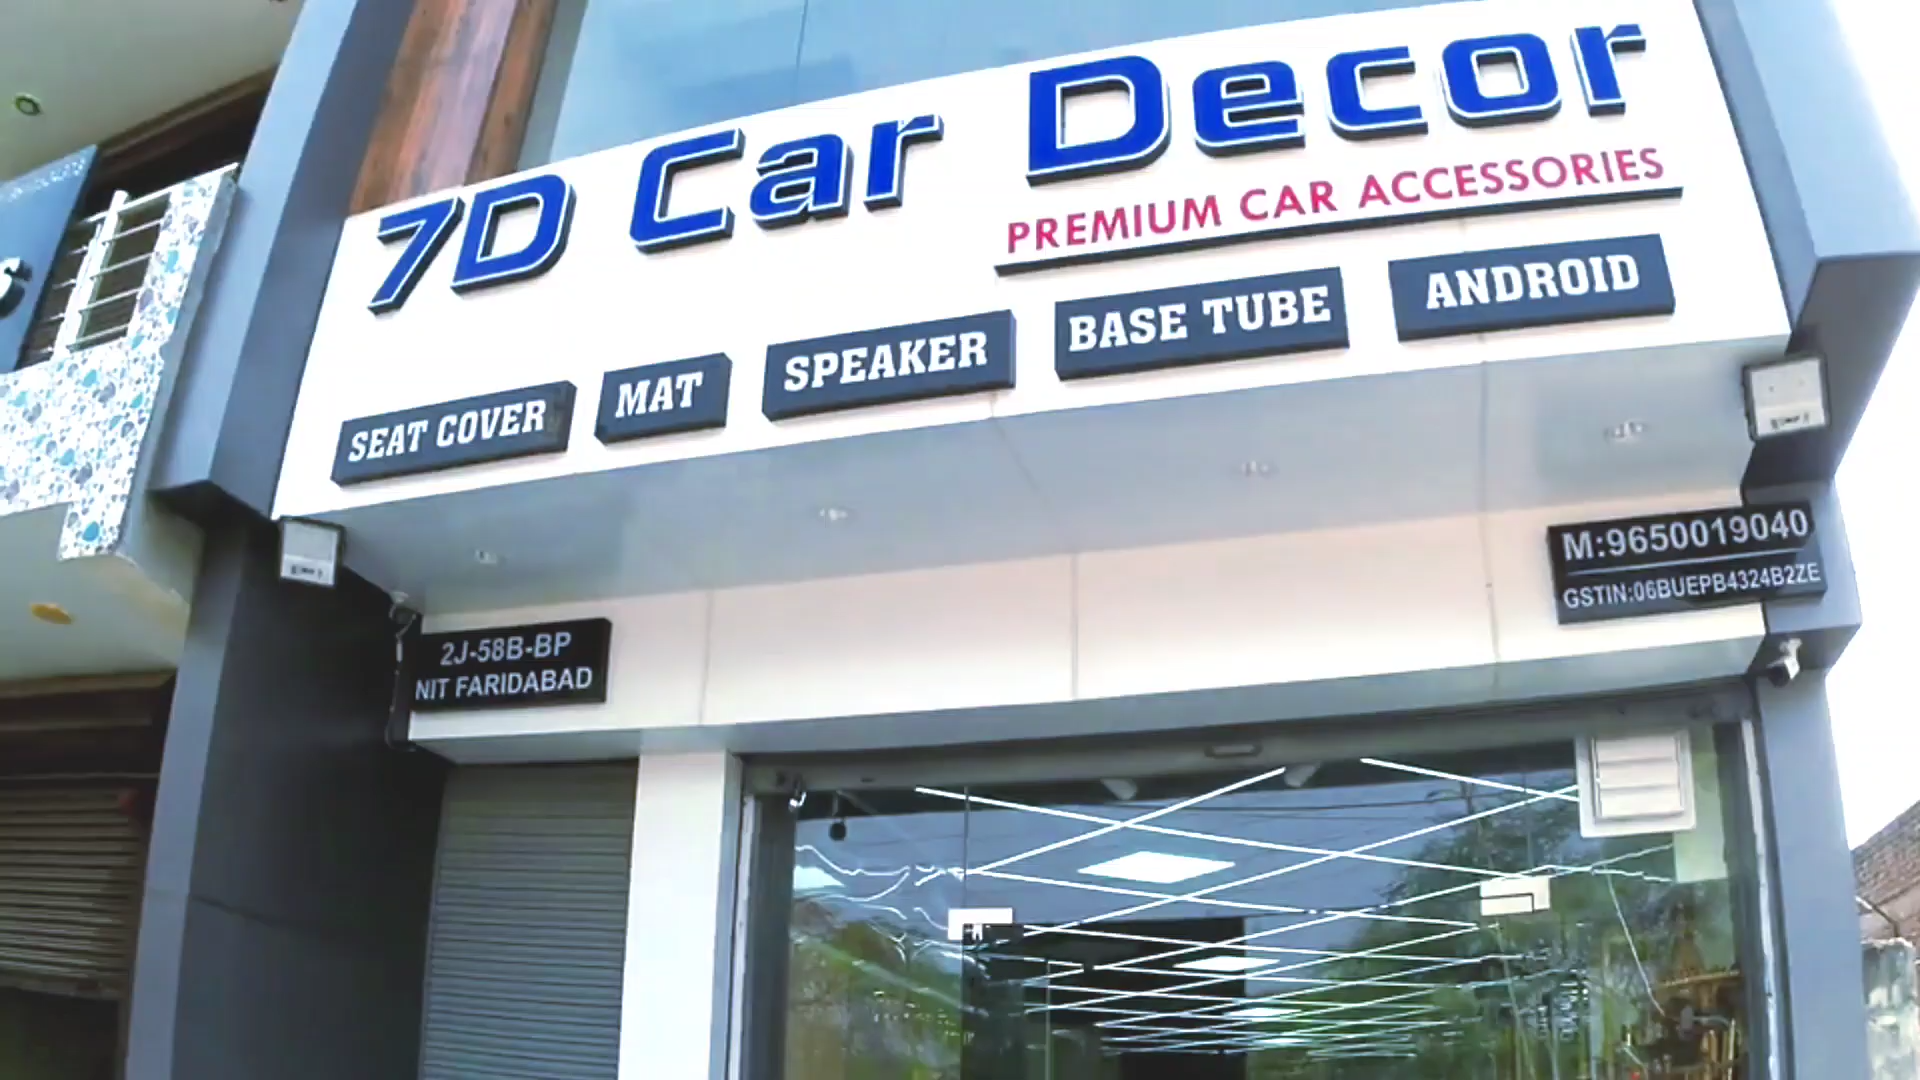 7D Car Decor
PREMIUM CAR ACCESSORIES
SEAT COVER
MAT
SPEAKER
BASE TUBE
ANDROID
M:9650019040
GSTIN:06BUEPB4324B2ZE
2J-58B-BP
NIT FARIDABAD